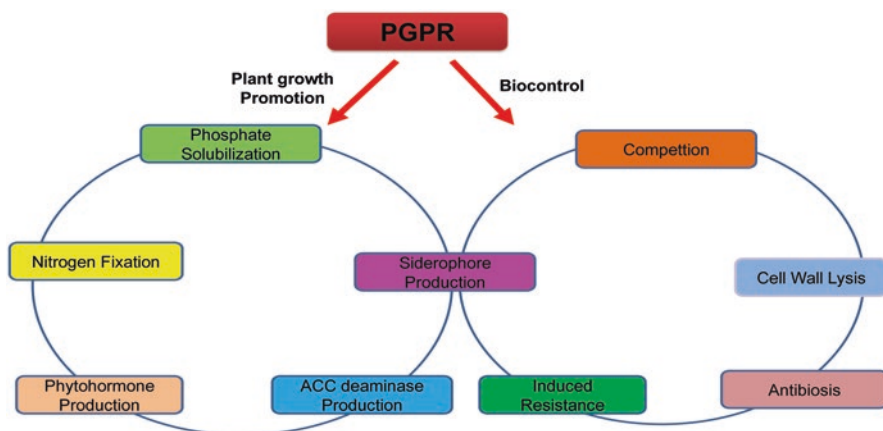 PGPR
Plant growth
Promotion
Biocontrol
Phosphate
Solubilization
Compettion
Nitrogen Fixation
Siderophore
Production
Cell Wall Lysis
Phytohormone
Production
ACC deaminase
Production
Induced
Resistance
Antibiosis